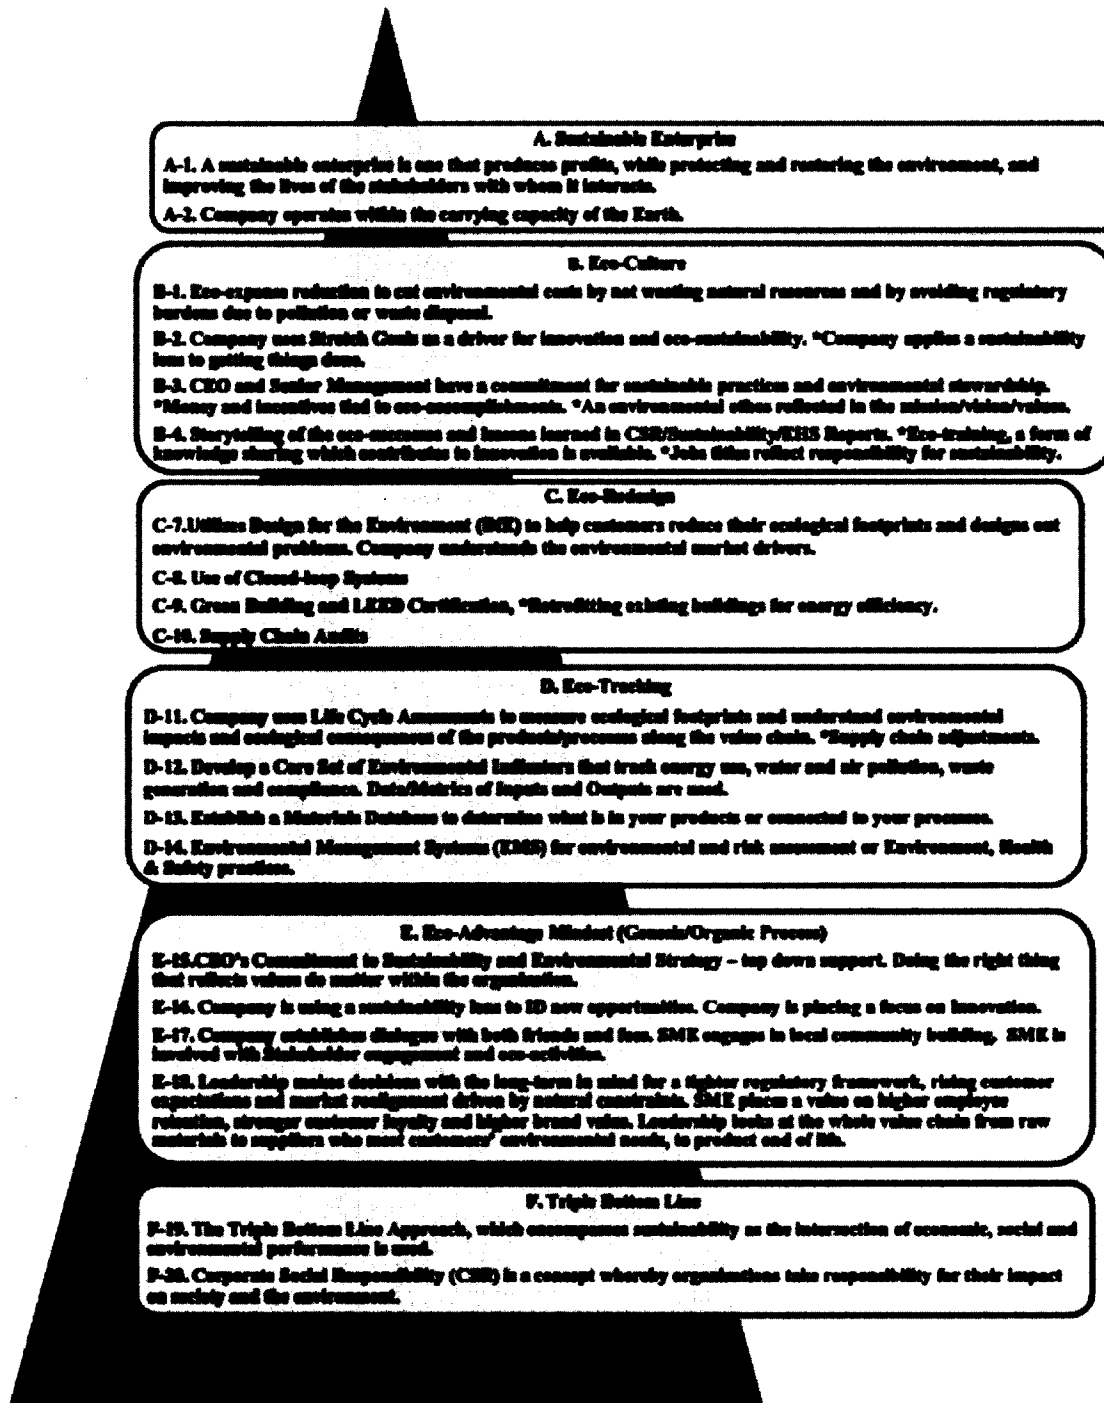 A. Sustainable Enterprise
A-1. A sustainable enterprise is one that produces profits, while protecting and restoring the environment, and
improving the lives of the stakeholders with whom it interacts.
A-2. Company operates within the carrying capacity of the Earth.
B. Eco-Culture
B-1. Eco-expense reduction to cut environmental costs by not wasting natural resources and by avoiding regulatory
burdens due to pollution or waste disposal.
B-2. Company uses Stretch Goals as a driver for innovation and eco-sustainability. *Company applies a sustainability
lens to getting things done.
B-3. CEO and Senior Management have a commitment for sustainable practices and environmental stewardship.
*Money and incentives tied to eco-accomplishments. *An environmental ethos reflected in the mission/vision/values.
B-4. Storytelling of the eco-successes and lessons learned in CSR/Sustainability/EHS Reports. *Eco-training, a form of
knowledge sharing which contributes to innovation is available. *Jobs titles reflect responsibility for sustainability.
C. Eco-Redesign
C-7.Utilizes Design for the Environment (DfE) to help customers reduce their ecological footprints and designs out
environmental problems. Company understands the environmental market drivers.
C-8. Use of Closed-loop Systems
C-9. Green Building and LEED Certification, *Retrofitting existing buildings for energy efficiency.
C-10. Supply Chain Audits
D. Eco-Tracking
D-11. Company uses Life Cycle Assessments to measure ecological footprints and understand environmental
impacts and ecological consequences of the products/processes along the value chain. *Supply chain adjustments.
D-12. Develop a Core Set of Environmental Indicators that track energy use, water and air pollution, waste
generation and compliance. Data/Metrics of Inputs and Outputs are used.
D-13. Establish a Materials Database to determine what is in your products or connected to your processes.
D-14. Environmental Management Systems (EMS) for environmental and risk assessment or Environment, Health
& Safety practices.
E. Eco-Advantage Mindset (Genesis/Organic Process)
E-15.CEO's Commitment to Sustainability and Environmental Strategy – top down support. Doing the right thing
that reflects values do matter within the organization.
E-16. Company is using a sustainability lens to ID new opportunities. Company is placing a focus on innovation.
E-17. Company establishes dialogue with both friends and foes. SME engages in local community building. SME is
involved with Stakeholder engagement and eco-activities.
E-18. Leadership makes decisions with the long-term in mind for a tighter regulatory framework, rising customer
expectations and market realignment driven by natural constraints. SME places a value on higher employee
retention, stronger customer loyalty and higher brand value. Leadership looks at the whole value chain from raw
materials to suppliers who meet customers' environmental needs, to product end of life.
F. Triple Bottom Line
F-19. The Triple Bottom Line Approach, which encompasses sustainability as the intersection of economic, social and
environmental performance is used.
F-20. Corporate Social Responsibility (CSR) is a concept whereby organizations take responsibility for their impact
on society and the environment.